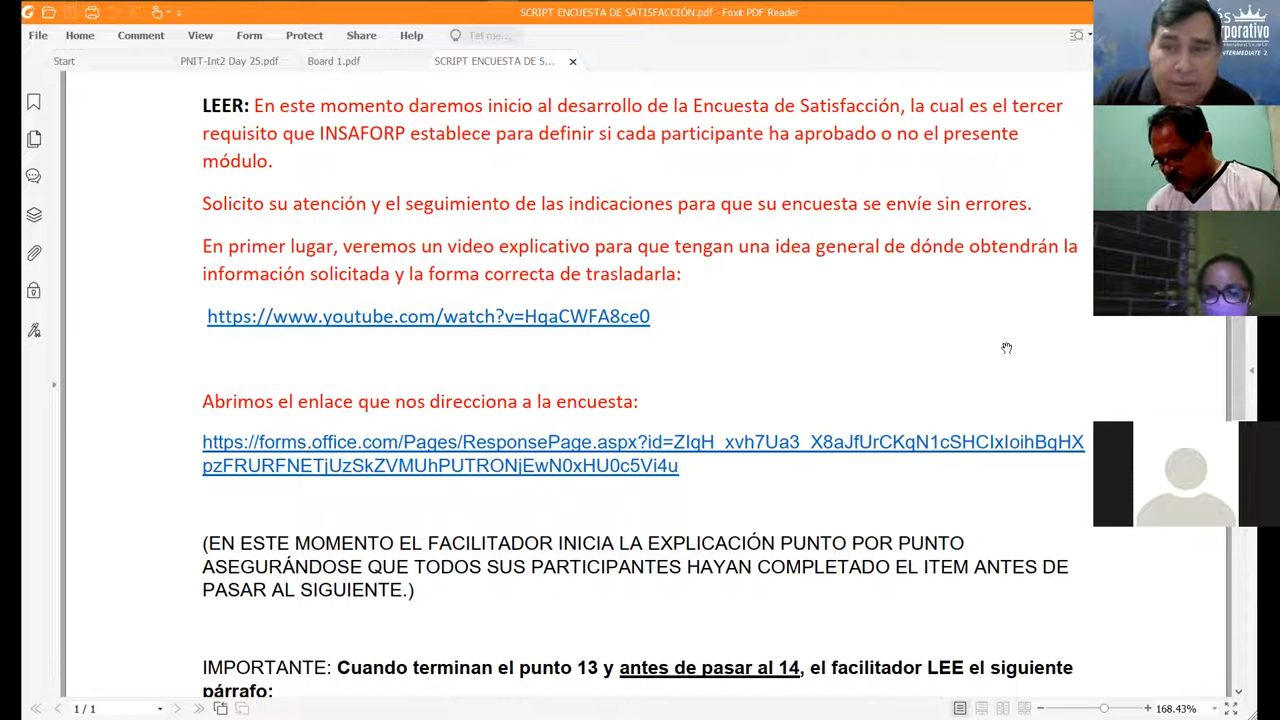 SCRIPT ENCUESTA DE SATISFACCIÓN.pdf - Foxit PDF Reader
File Home Comment View Form Protect Share Help Tell me...
Start PNIT-Int2 Day 25.pdf Board 1.pdf SCRIPT ENCUESTA DE S...
LEER: En este momento daremos inicio al desarrollo de la Encuesta de Satisfacción, la cual es el tercer
requisito que INSAFORP establece para definir si cada participante ha aprobado o no el presente
módulo.
Solicito su atención y el seguimiento de las indicaciones para que su encuesta se envíe sin errores.
En primer lugar, veremos un video explicativo para que tengan una idea general de dónde obtendrán la
información solicitada y la forma correcta de trasladarla:
https://www.youtube.com/watch?v=HqaCWFA8ce0
Abrimos el enlace que nos direcciona a la encuesta:
https://forms.office.com/Pages/ResponsePage.aspx?id=ZIqH_xvh7Ua3_X8aJfUrCKqN1cSHCIxIoihBqHX
pzFRURFNETjUzSkZVMUhPUTRONjEwN0xHU0c5Vi4u
(EN ESTE MOMENTO EL FACILITADOR INICIA LA EXPLICACIÓN PUNTO POR PUNTO
ASEGURÁNDOSE QUE TODOS SUS PARTICIPANTES HAYAN COMPLETADO EL ITEM ANTES DE
PASAR AL SIGUIENTE.)
IMPORTANTE: Cuando terminan el punto 13 y antes de pasar al 14, el facilitador LEE el siguiente
párrafo:
1 / 1
168.43%
és
rporativo
INTERMEDIATE 2